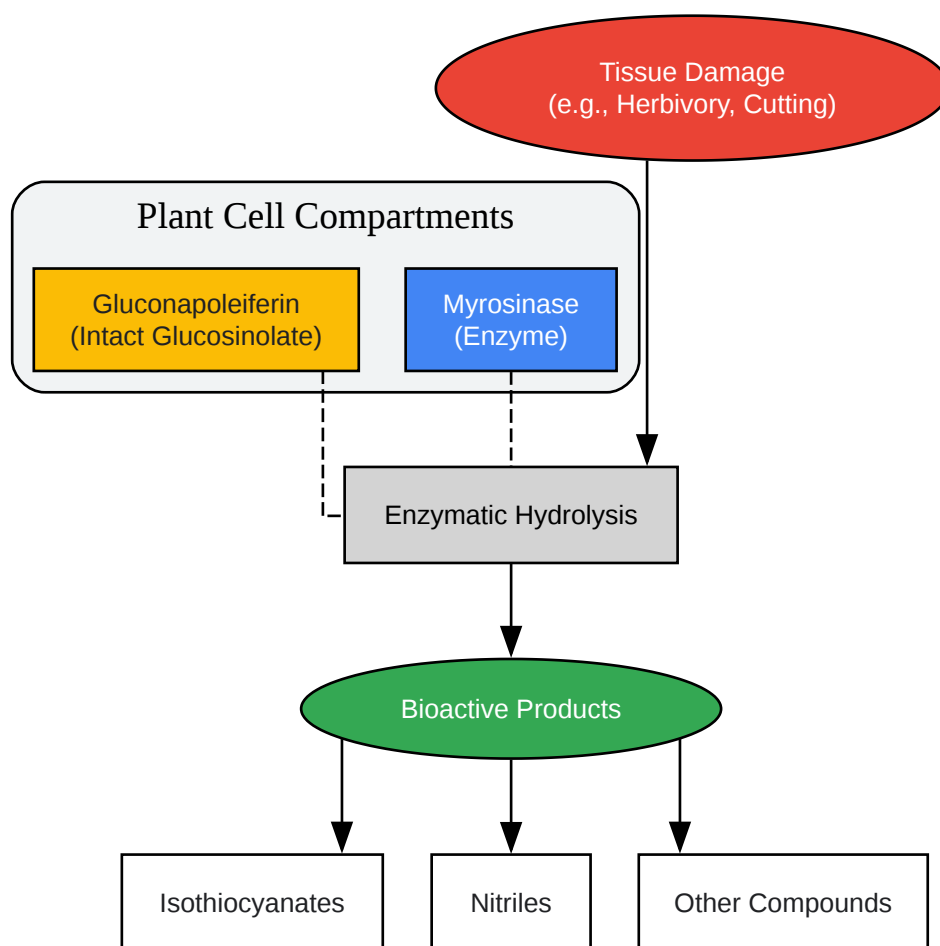 Tissue Damage
(e.g., Herbivory, Cutting)
Plant Cell Compartments
Gluconapoleiferin
(Intact Glucosinolate)
Myrosinase
(Enzyme)
Enzymatic Hydrolysis
Bioactive Products
Isothiocyanates
Nitriles
Other Compounds